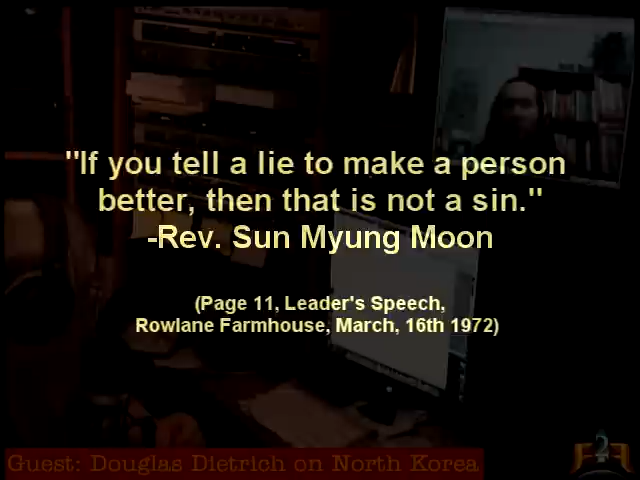 "If you tell a lie to make a person
better, then that is not a sin."
-Rev. Sun Myung Moon
(Page 11, Leader's Speech,
Rowlane Farmhouse, March, 16th 1972)
Guest: Douglas Dietrich on North Korea
F2F